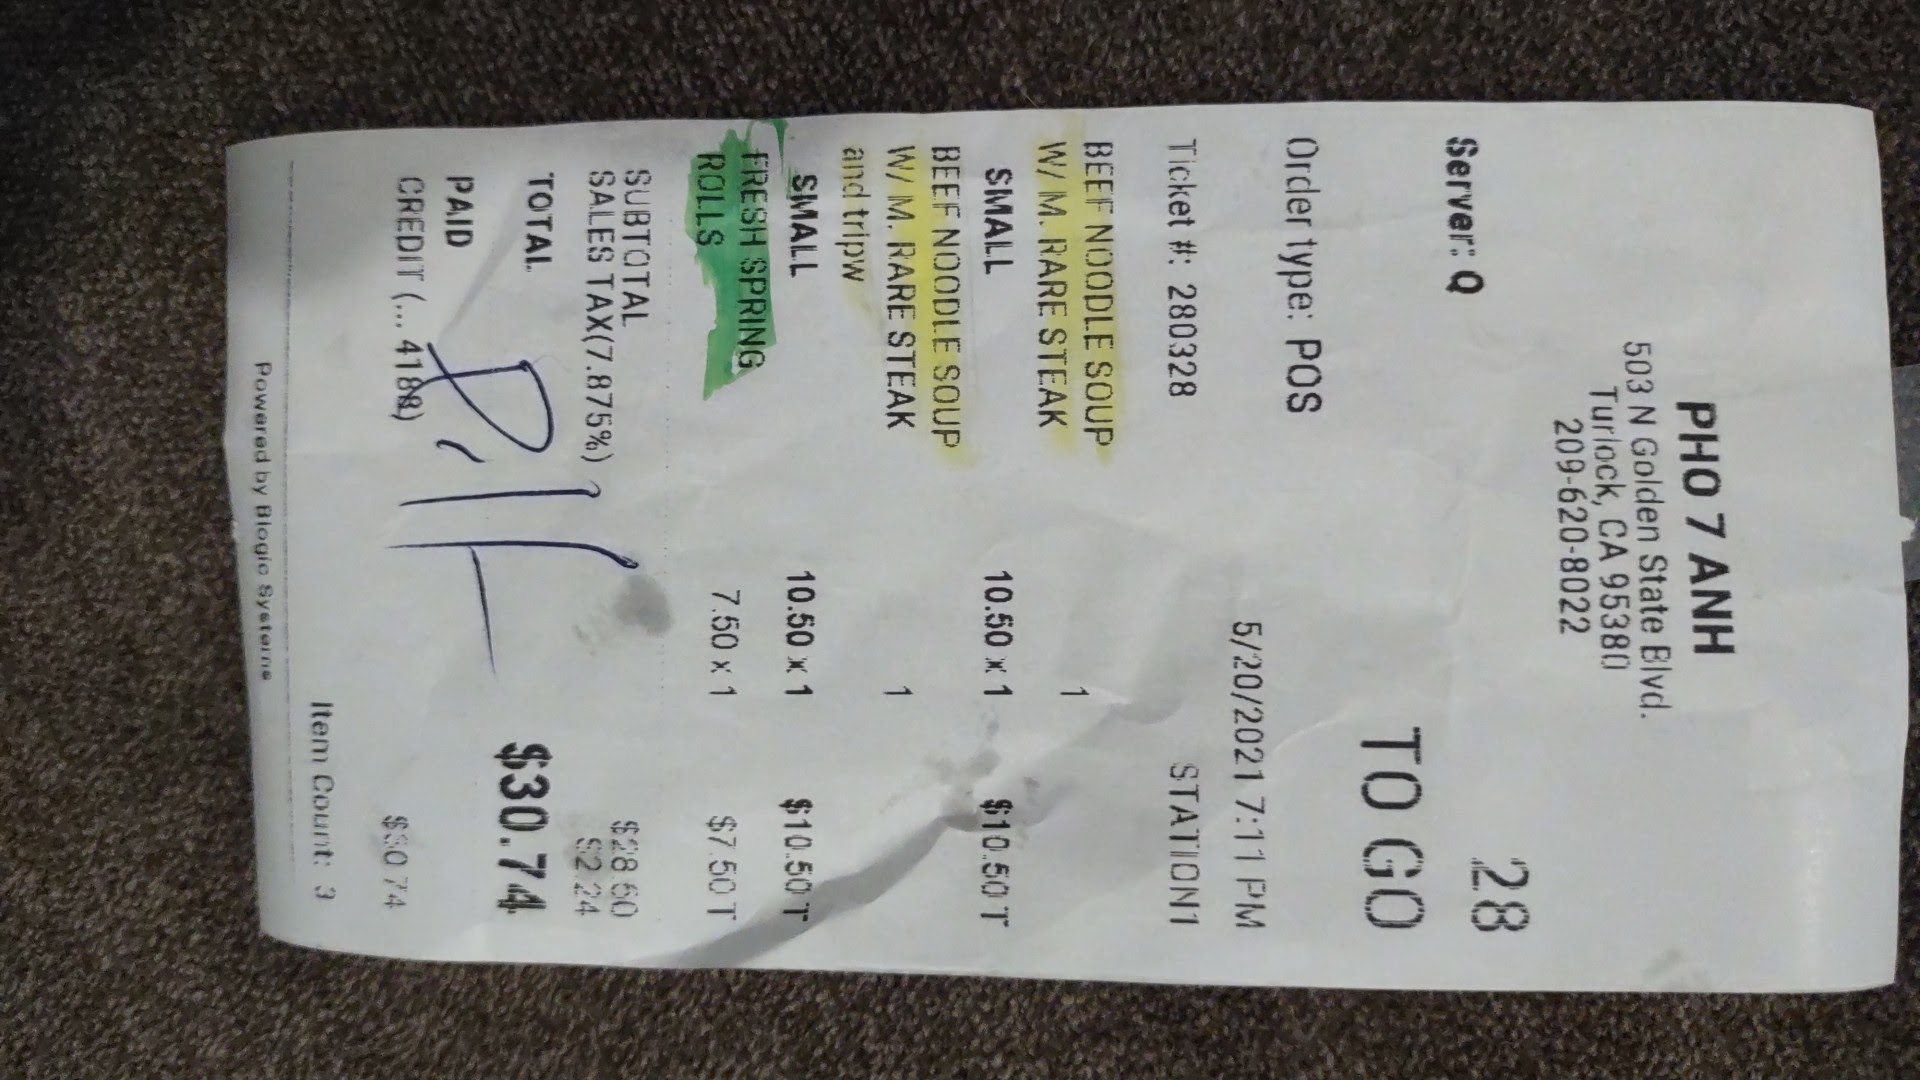 PHO 7 ANH
503 N Golden State Blvd.
Turlock, CA 95380
209-620-8022
28
Server: Q
TO GO
Order type: POS
5/20/2021 7:11 PM
Ticket #: 280328 STATION1
BEEF NOODLE SOUP 1
W/ M. RARE STEAK
SMALL 10.50 x 1 $10.50 T
BEEF NOODLE SOUP
W/ M. RARE STEAK 1
and tripw
SMALL 10.50 x 1 $10.50 T
FRESH SPRING
ROLLS 7.50 x 1 $7.50 T
SUBTOTAL $28.50
SALES TAX(7.875%) $2.24
TOTAL $30.74
PAID
CREDIT (... 4188) $30.74
Item Count: 3
Powered by Blogic Systems